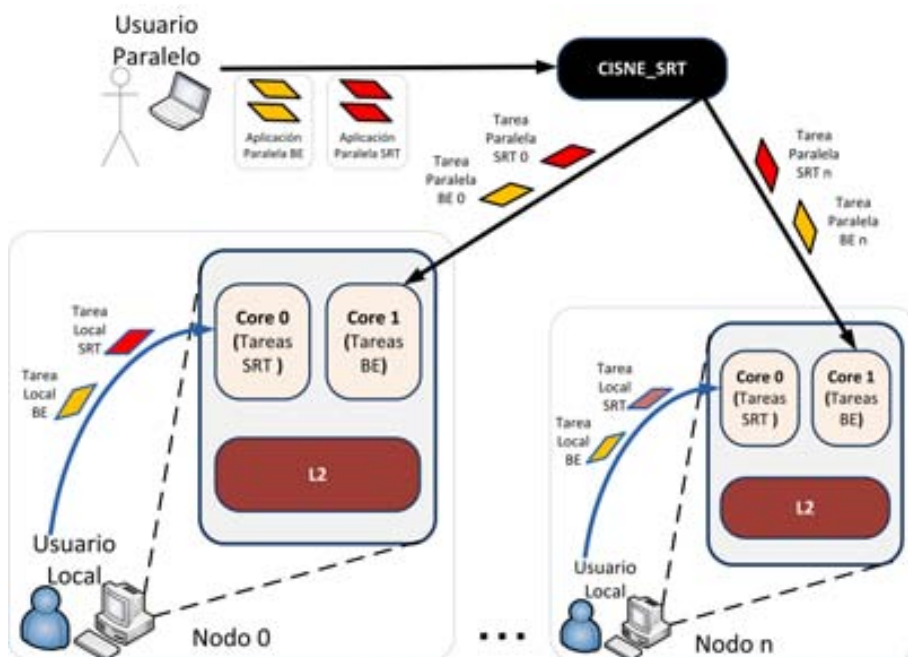 Usuario
Paralelo
CISNE_SRT
Aplicación
Paralela BE
Aplicación
Paralela SRT
Tarea
Paralela
SRT 0
Tarea
Paralela
BE 0
Tarea
Paralela
SRT n
Tarea
Paralela
BE n
Tarea
Local
SRT
Tarea
Local
BE
Core 0
(Tareas
SRT )
Core 1
(Tareas
BE)
L2
Usuario
Local
Nodo 0
...
Tarea
Local
SRT
Tarea
Local
BE
Core 0
(Tareas
SRT )
Core 1
(Tareas
BE)
L2
Usuario
Local
Nodo n